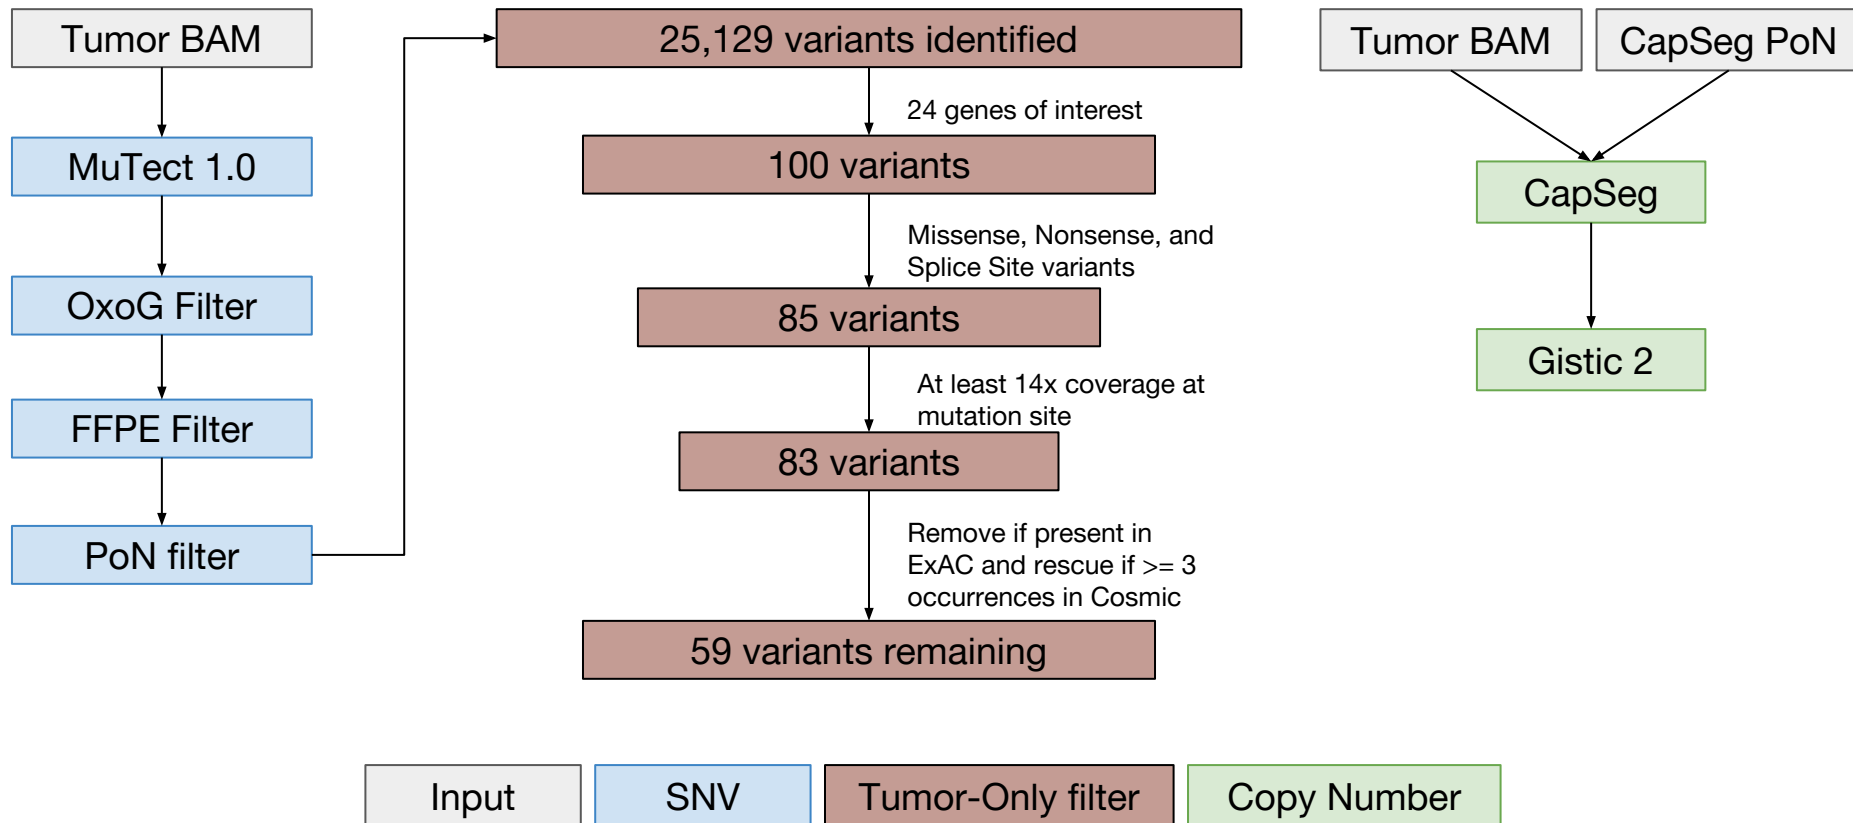 Tumor BAM
MuTect 1.0
OxoG Filter
FFPE Filter
PoN filter
25,129 variants identified
24 genes of interest
100 variants
Missense, Nonsense, and
Splice Site variants
85 variants
At least 14x coverage at
mutation site
83 variants
Remove if present in
ExAC and rescue if >= 3
occurrences in Cosmic
59 variants remaining
Tumor BAM
CapSeg PoN
CapSeg
Gistic 2
Input
SNV
Tumor-Only filter
Copy Number